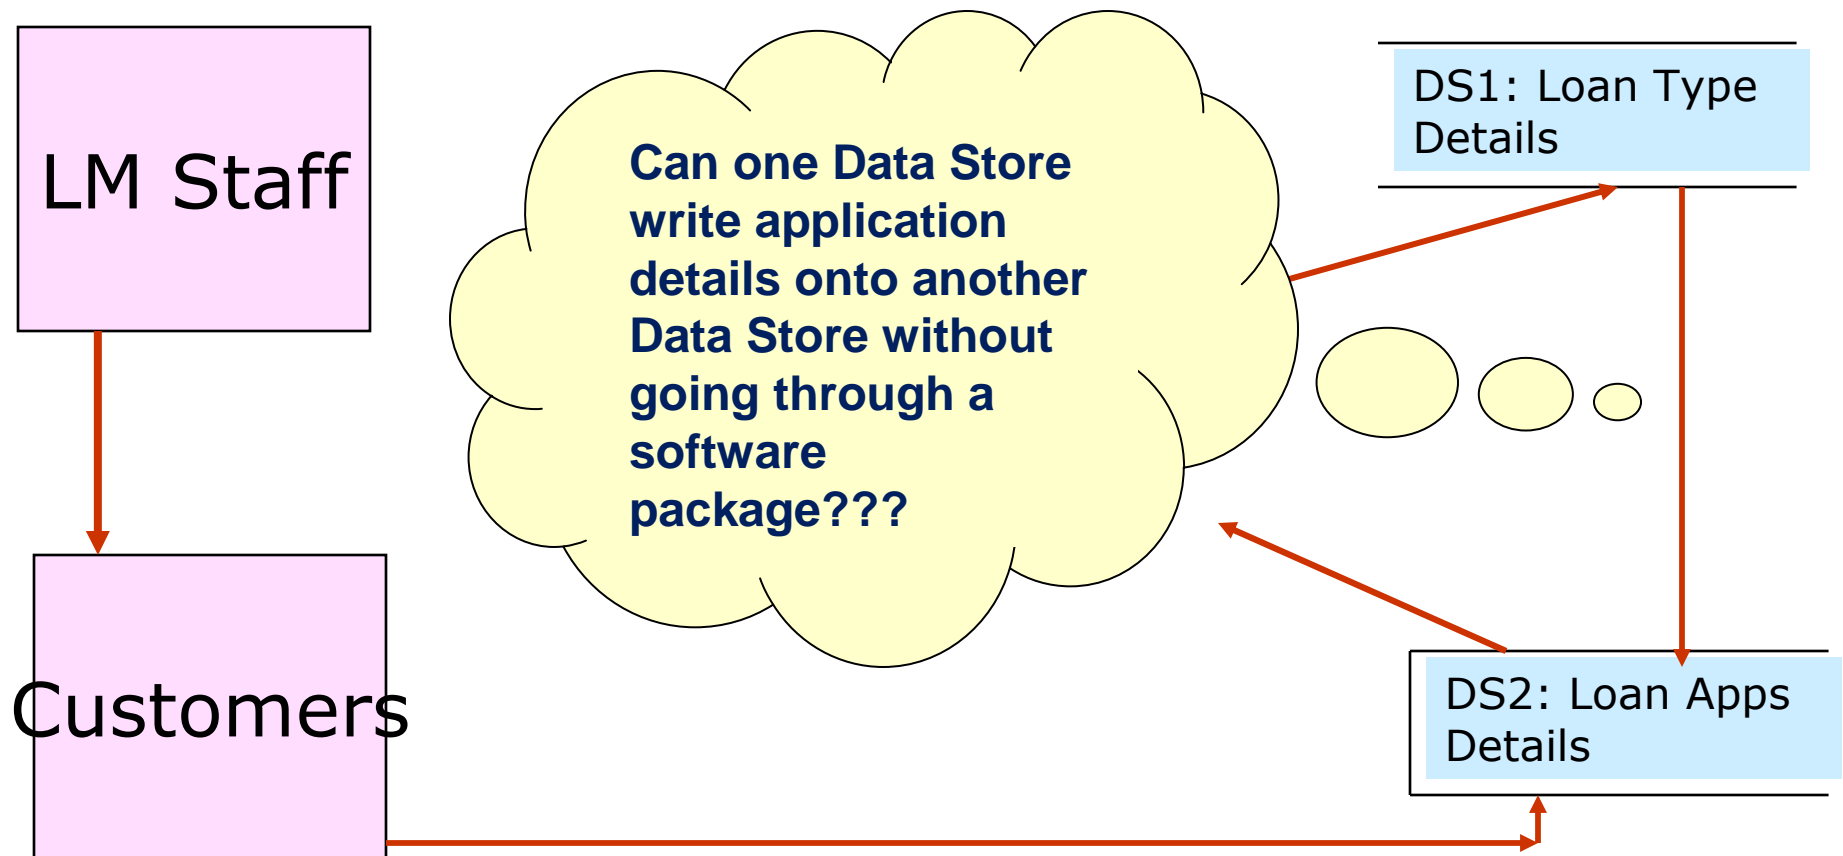 LM Staff
Can one Data Store
write application
details onto another
Data Store without
going through a
software
package???
DS1: Loan Type
Details
Customers
DS2: Loan Apps
Details